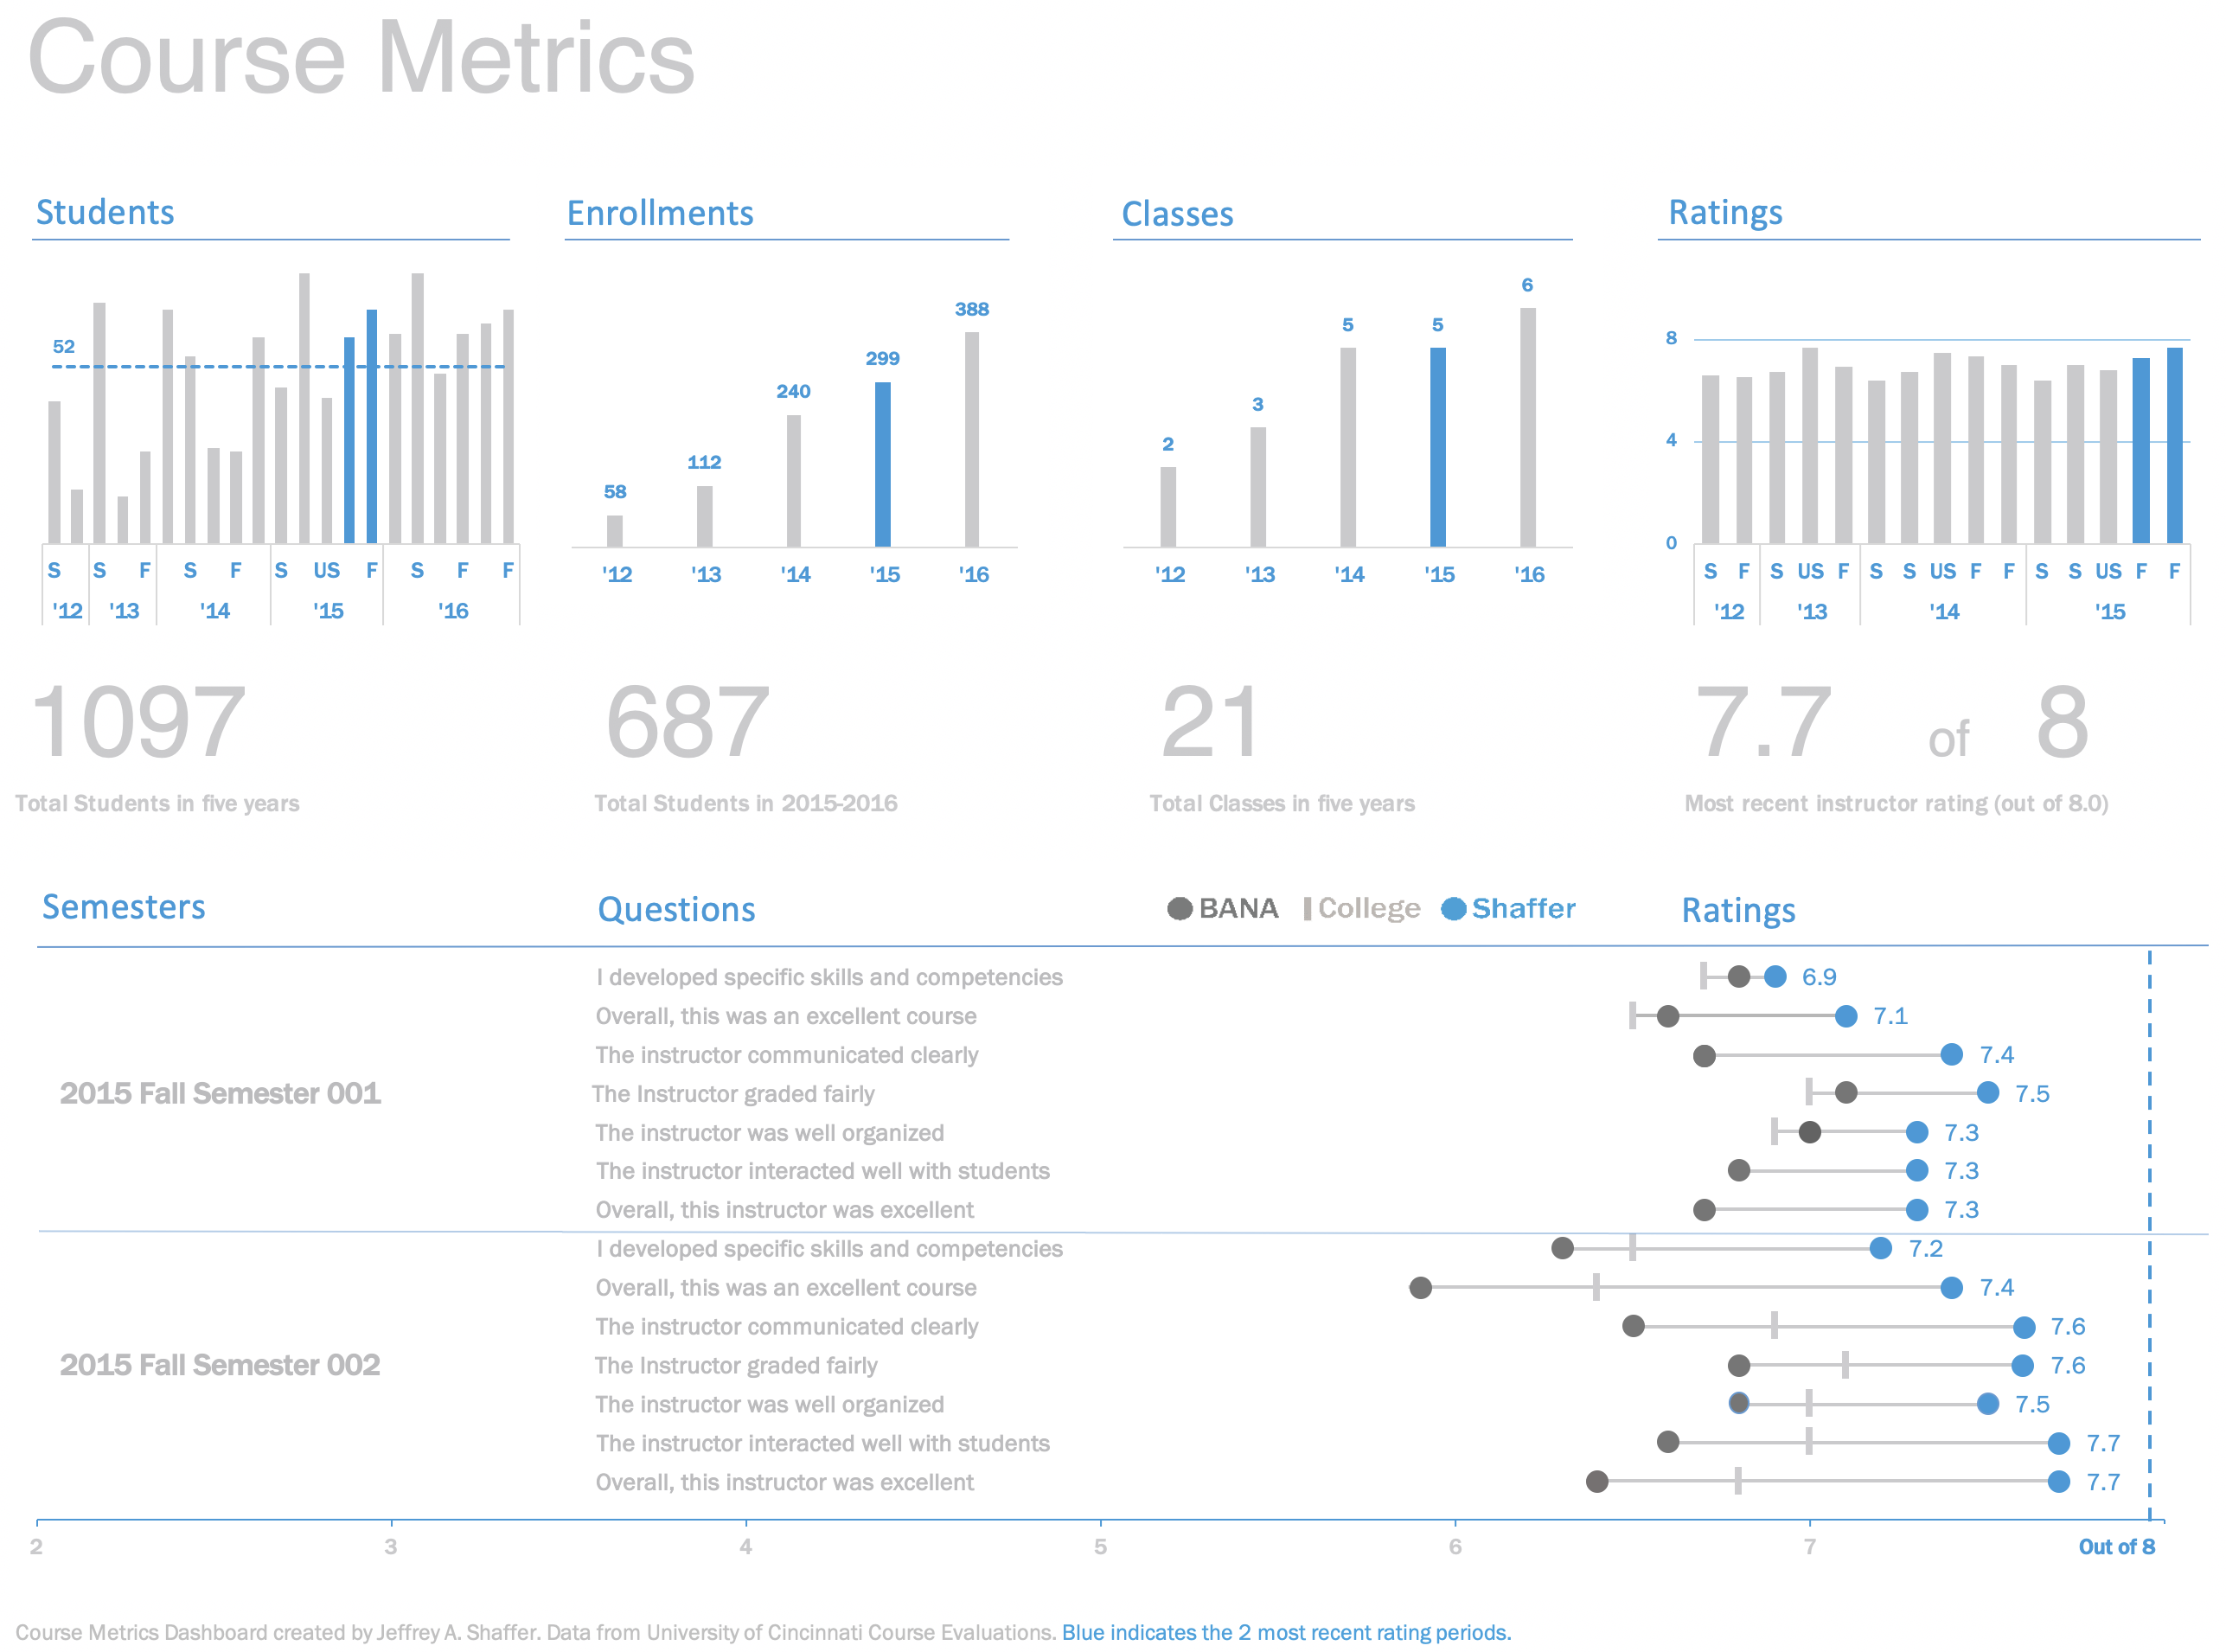 Course Metrics
Students
Enrollments
Classes
Ratings
52
S S F S F S US F S F F
'12 '13 '14 '15 '16
58 112 240 299 388
'12 '13 '14 '15 '16
2 3 5 5 6
'12 '13 '14 '15 '16
8
4
0
S F S US F S S US F F S S US F F
'12 '13 '14 '15
1097
Total Students in five years
687
Total Students in 2015-2016
21
Total Classes in five years
7.7 of 8
Most recent instructor rating (out of 8.0)
Semesters
Questions
BANA College Shaffer
Ratings
2015 Fall Semester 001
I developed specific skills and competencies 6.9
Overall, this was an excellent course 7.1
The instructor communicated clearly 7.4
The Instructor graded fairly 7.5
The instructor was well organized 7.3
The instructor interacted well with students 7.3
Overall, this instructor was excellent 7.3
2015 Fall Semester 002
I developed specific skills and competencies 7.2
Overall, this was an excellent course 7.4
The instructor communicated clearly 7.6
The Instructor graded fairly 7.6
The instructor was well organized 7.5
The instructor interacted well with students 7.7
Overall, this instructor was excellent 7.7
2 3 4 5 6 7 Out of 8
Course Metrics Dashboard created by Jeffrey A. Shaffer. Data from University of Cincinnati Course Evaluations. Blue indicates the 2 most recent rating periods.